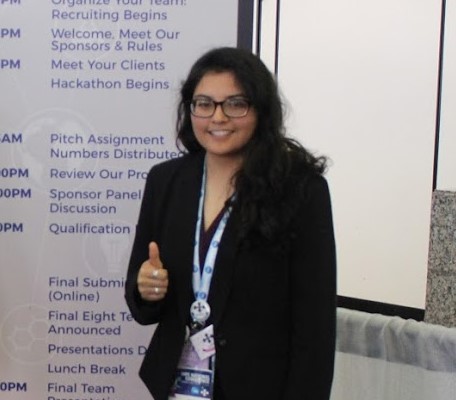 PM Organize Your Team:
Recruiting Begins
PM Welcome, Meet Our
Sponsors & Rules
PM Meet Your Clients
Hackathon Begins
AM Pitch Assignment
Numbers Distributed
0PM Review Our Pro
00PM Sponsor Panel
Discussion
0PM Qualification
Final Submi
(Online)
Final Eight Te
Announced
Presentations D
Lunch Break
0PM Final Team
Presentation